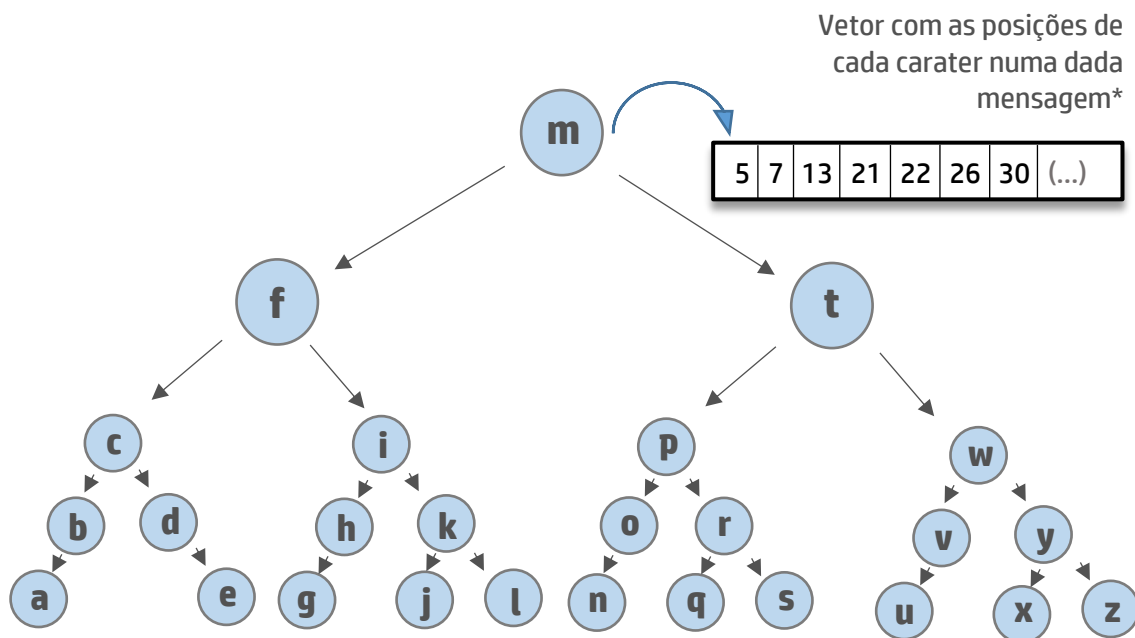 Vetor com as posições de
cada carater numa dada
mensagem*
m
5 7 13 21 22 26 30 (...)
f t
c i p w
b d h k o r v y
a e g j l n q s u x z